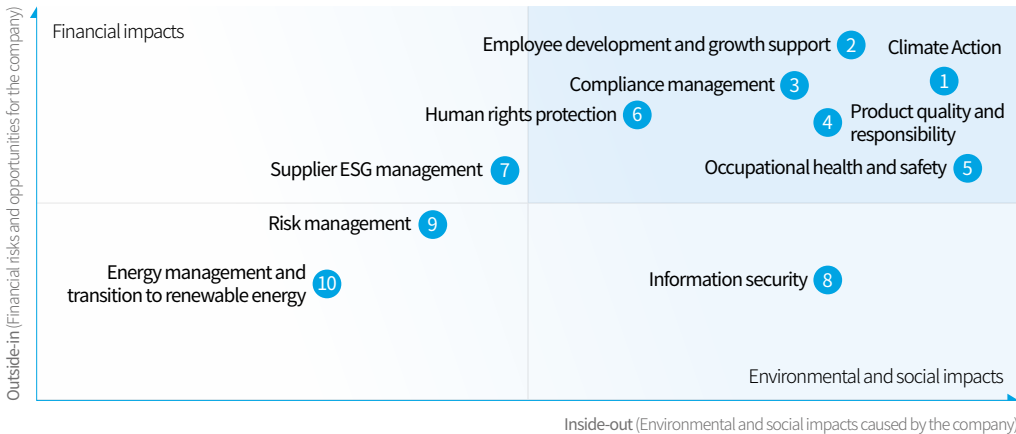 Outside-in (Financial risks and opportunities for the company)
Financial impacts
Employee development and growth support 2
Climate Action
1
Compliance management 3
Human rights protection 6
4 Product quality and
responsibility
Supplier ESG management 7
Occupational health and safety 5
Risk management 9
Energy management and
transition to renewable energy 10
Information security 8
Environmental and social impacts
Inside-out (Environmental and social impacts caused by the company)